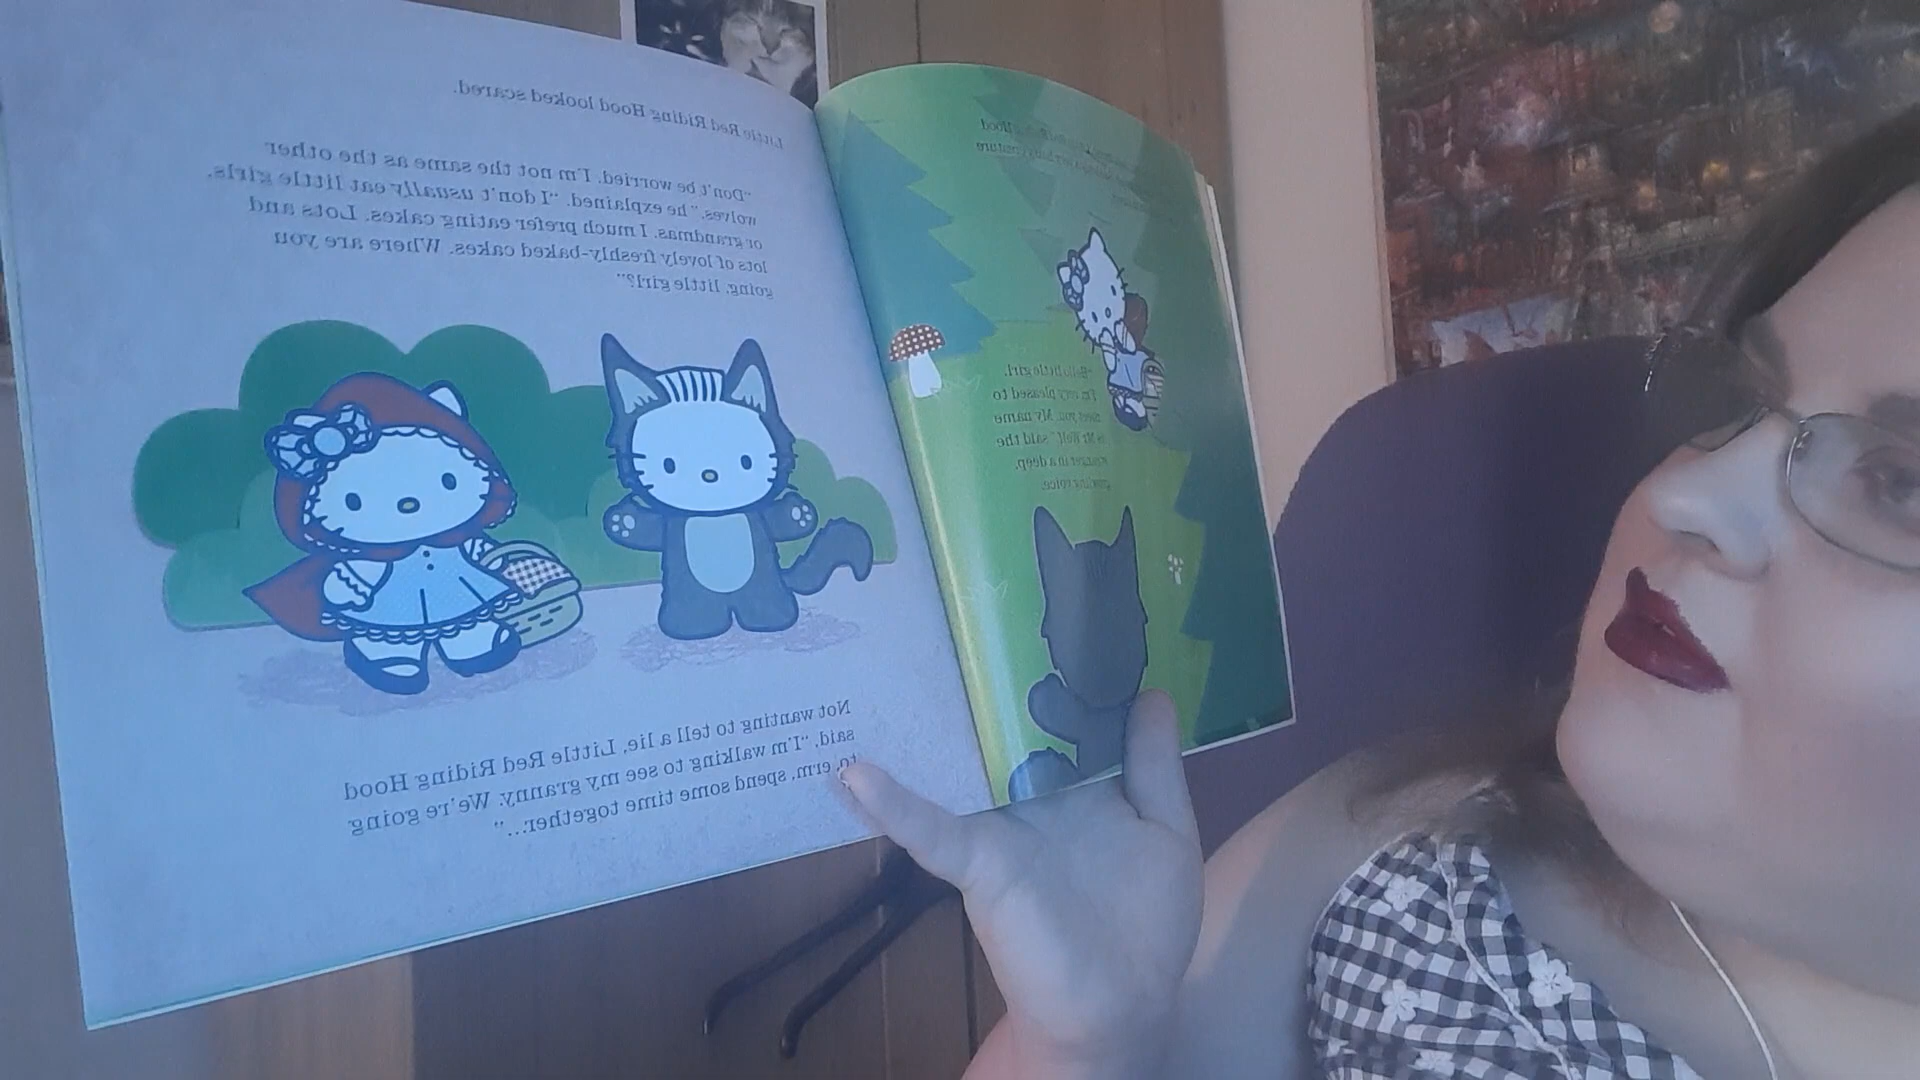 "Hello little girl.
I'm very pleased to
meet you. My name
is Mr Wolf," said the
stranger in a deep,
growling voice.
Little Red Riding Hood looked scared.
"Don't be worried. I'm not the same as the other
wolves," he explained. "I don't usually eat little girls,
or grandmas. I much prefer eating cakes. Lots and
lots of lovely freshly-baked cakes. Where are you
going, little girl?"
Not wanting to tell a lie, Little Red Riding Hood
said, "I'm walking to see my granny. We're going
to, erm, spend some time together..."